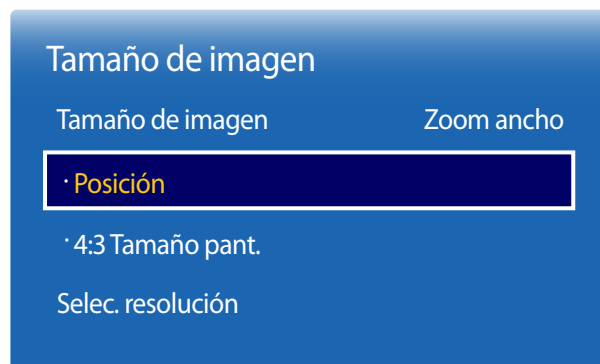 Tamaño de imagen
Tamaño de imagen Zoom ancho
· Posición
· 4:3 Tamaño pant.
Selec. resolución